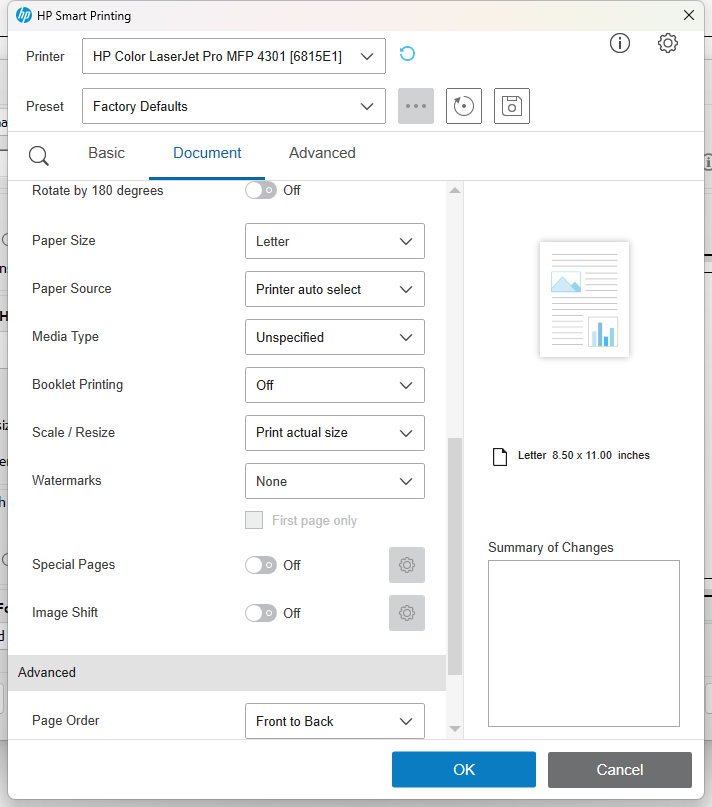 HP Smart Printing
Printer HP Color LaserJet Pro MFP 4301 [6815E1]
Preset Factory Defaults
Basic Document Advanced
Rotate by 180 degrees Off
Paper Size Letter
Paper Source Printer auto select
Media Type Unspecified
Booklet Printing Off
Scale / Resize Print actual size
Watermarks None
First page only
Special Pages Off
Image Shift Off
Advanced
Page Order Front to Back
Letter 8.50 x 11.00 inches
Summary of Changes
OK Cancel